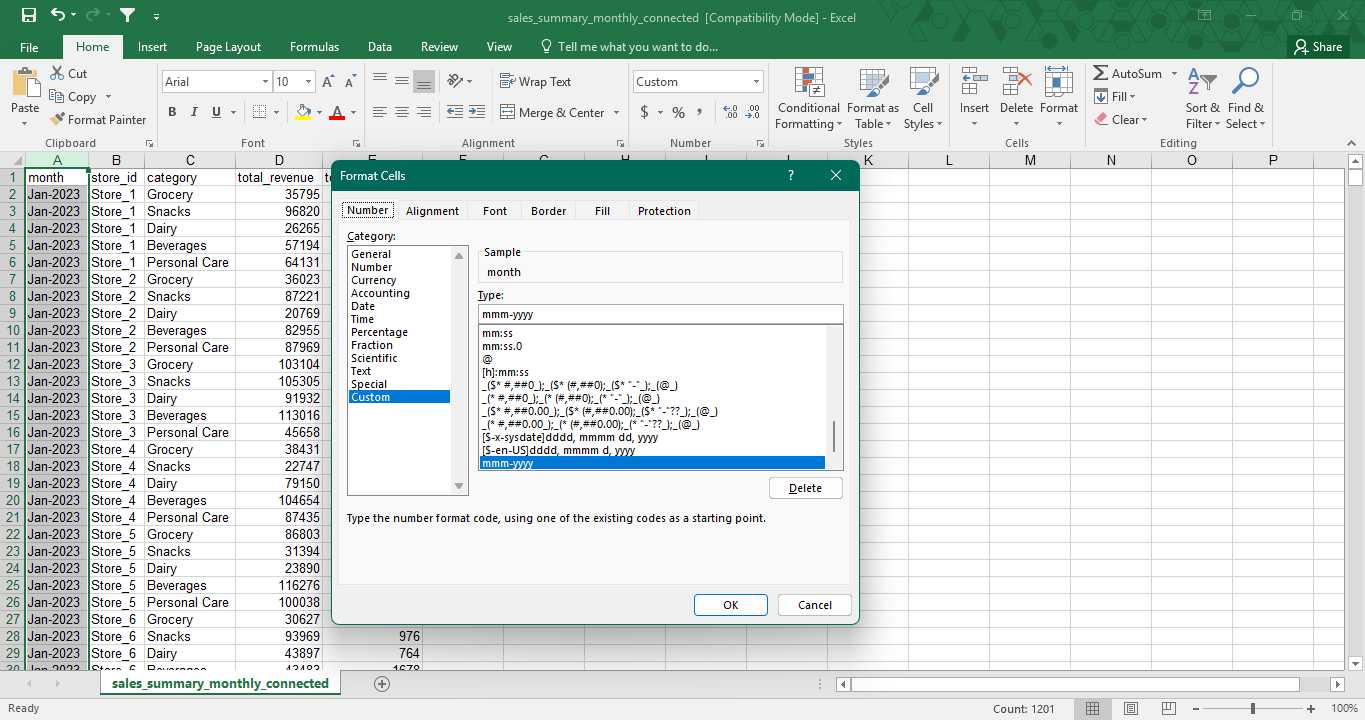 sales_summary_monthly_connected [Compatibility Mode] - Excel
File Home Insert Page Layout Formulas Data Review View Tell me what you want to do... Share
Cut
Copy
Format Painter
Paste
Clipboard
Arial 10
B I U
Font
Wrap Text
Merge & Center
Alignment
Custom
$ % ,
Number
Conditional Formatting
Format as Table
Cell Styles
Styles
Insert Delete Format
Cells
AutoSum
Fill
Clear
Sort & Filter
Find & Select
Editing
A B C D K L M N O P
1 month store_id category total_revenue
2 Jan-2023 Store_1 Grocery 35795
3 Jan-2023 Store_1 Snacks 96820
4 Jan-2023 Store_1 Dairy 26265
5 Jan-2023 Store_1 Beverages 57194
6 Jan-2023 Store_1 Personal Care 64131
7 Jan-2023 Store_2 Grocery 36023
8 Jan-2023 Store_2 Snacks 87221
9 Jan-2023 Store_2 Dairy 20769
10 Jan-2023 Store_2 Beverages 82955
11 Jan-2023 Store_2 Personal Care 87969
12 Jan-2023 Store_3 Grocery 103104
13 Jan-2023 Store_3 Snacks 105305
14 Jan-2023 Store_3 Dairy 91932
15 Jan-2023 Store_3 Beverages 113016
16 Jan-2023 Store_3 Personal Care 45658
17 Jan-2023 Store_4 Grocery 38431
18 Jan-2023 Store_4 Snacks 22747
19 Jan-2023 Store_4 Dairy 79150
20 Jan-2023 Store_4 Beverages 104654
21 Jan-2023 Store_4 Personal Care 87435
22 Jan-2023 Store_5 Grocery 86803
23 Jan-2023 Store_5 Snacks 31394
24 Jan-2023 Store_5 Dairy 23890
25 Jan-2023 Store_5 Beverages 116276
26 Jan-2023 Store_5 Personal Care 100038
27 Jan-2023 Store_6 Grocery 30627
28 Jan-2023 Store_6 Snacks 93969 976
29 Jan-2023 Store_6 Dairy 43897 764
30 Jan-2023 Store_6 Beverages 43483 1678
Format Cells ?
Number Alignment Font Border Fill Protection
Category:
General
Number
Currency
Accounting
Date
Time
Percentage
Fraction
Scientific
Text
Special
Custom
Sample
month
Type:
mmm-yyyy
mm:ss
mm:ss.0
@
[h]:mm:ss
_($* #,##0_);_($* (#,##0);_($* "-"_);_(@_)
_(* #,##0_);_(* (#,##0);_(* "-"_);_(@_)
_($* #,##0.00_);_($* (#,##0.00);_($* "-"??_);_(@_)
_(* #,##0.00_);_(* (#,##0.00);_(* "-"??_);_(@_)
[$-x-sysdate]dddd, mmmm dd, yyyy
[$-en-US]dddd, mmmm d, yyyy
mmm-yyyy
Delete
Type the number format code, using one of the existing codes as a starting point.
OK Cancel
sales_summary_monthly_connected
Ready Count: 1201 100%